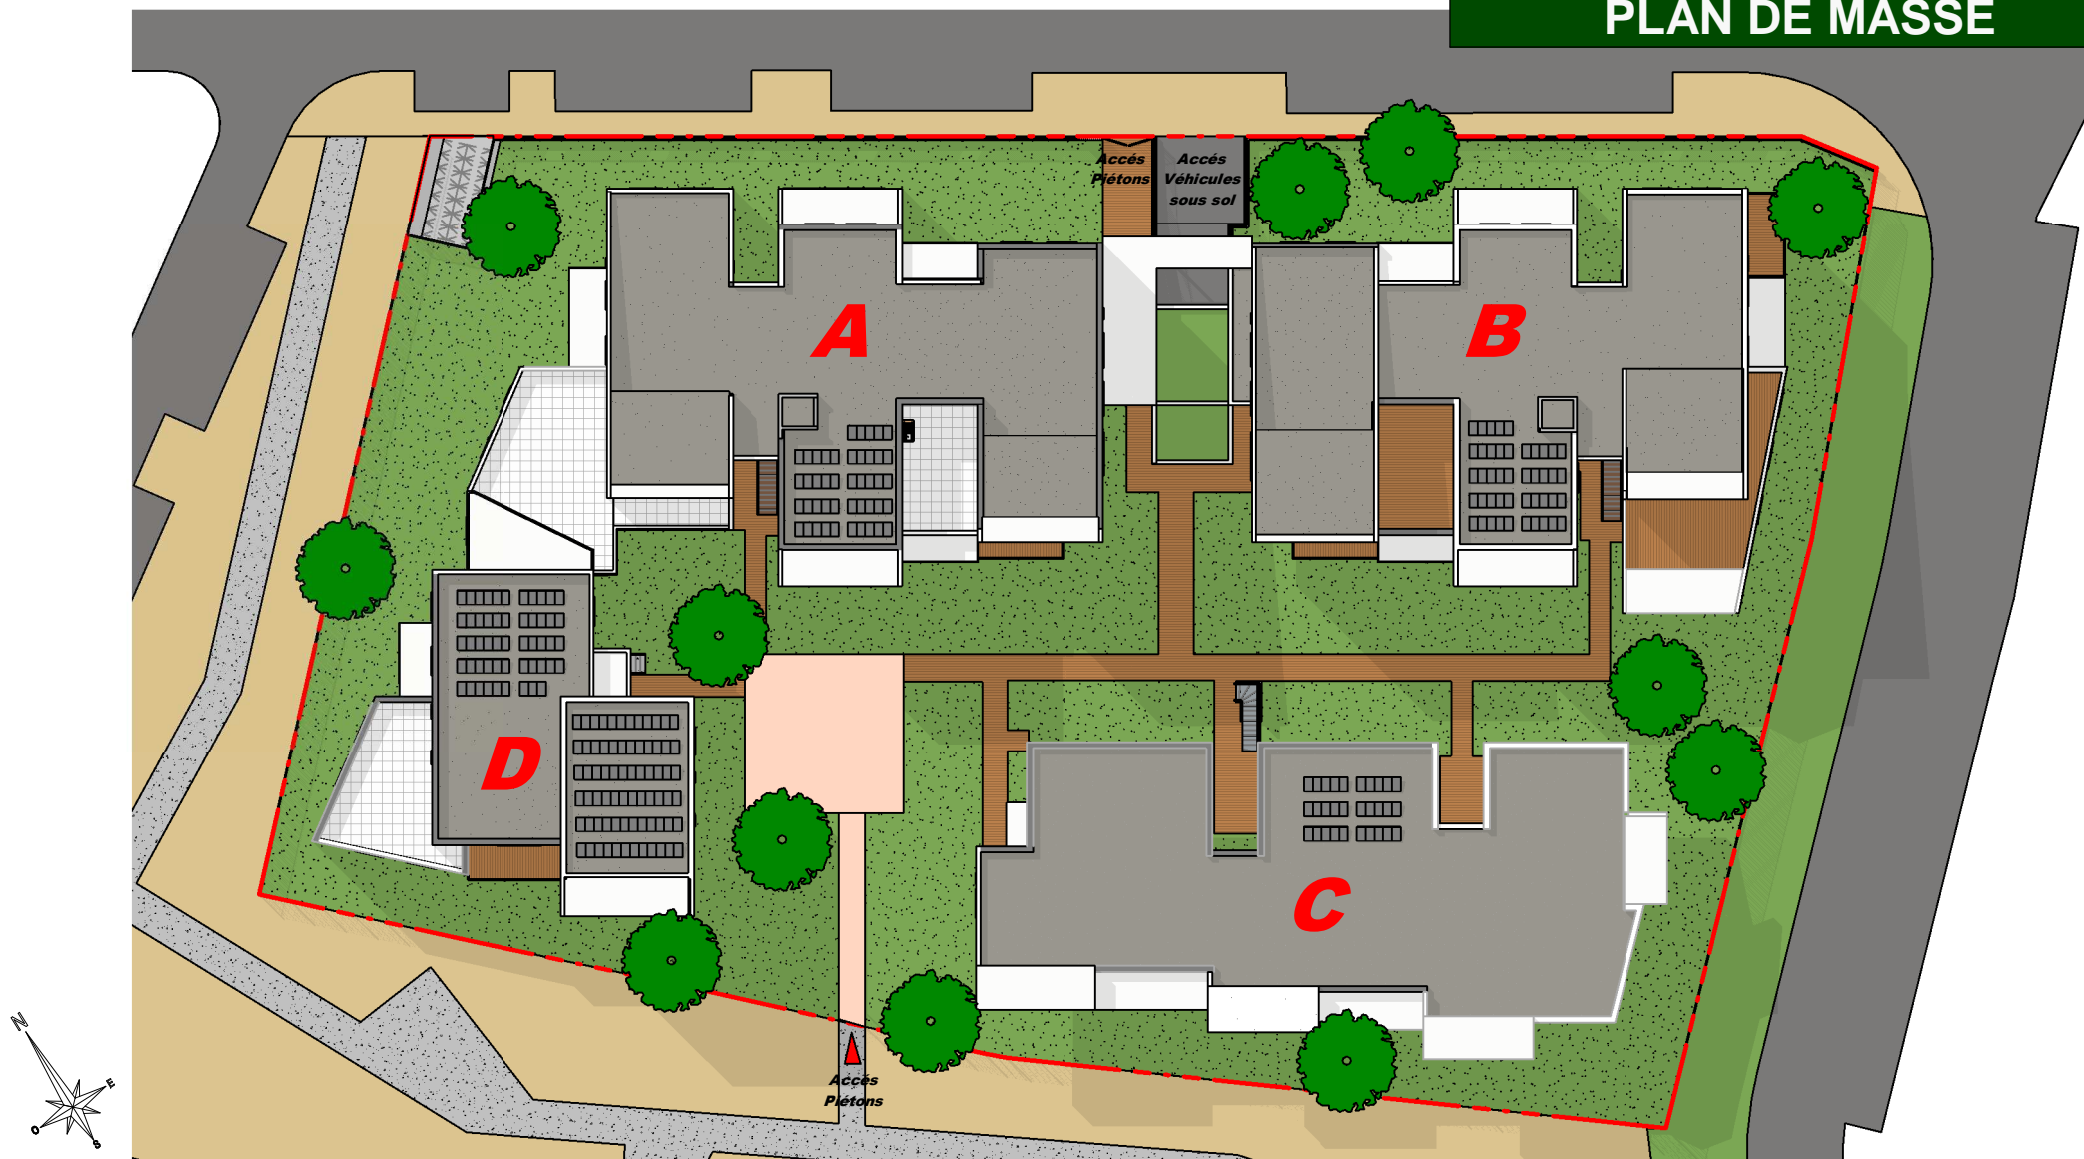 PLAN DE MASSE
Accés
Piétons
Accés
Véhicules
sous sol
A
B
D
C
Accés
Piétons
N
E
O
S